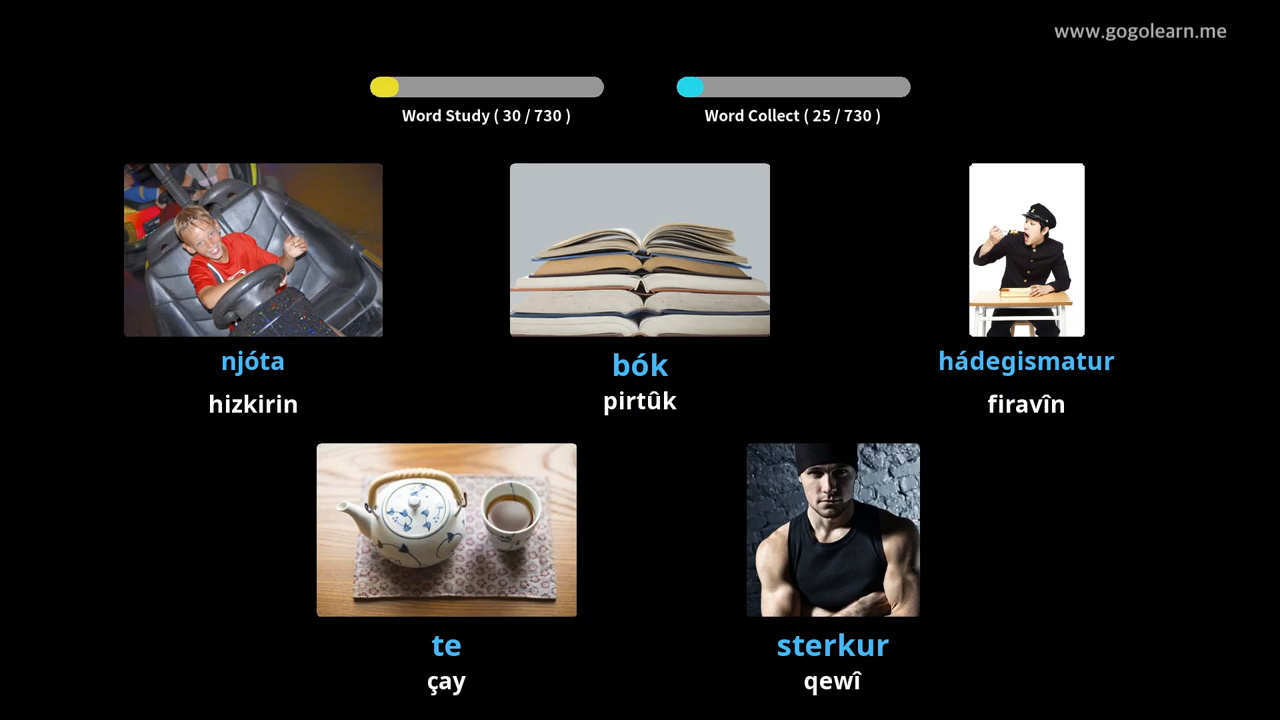 www.gogolearn.me
Word Study ( 30 / 730 )
Word Collect ( 25 / 730 )
njóta
hizkirin
bók
pirtûk
hádegismatur
firavîn
te
çay
sterkur
qewî